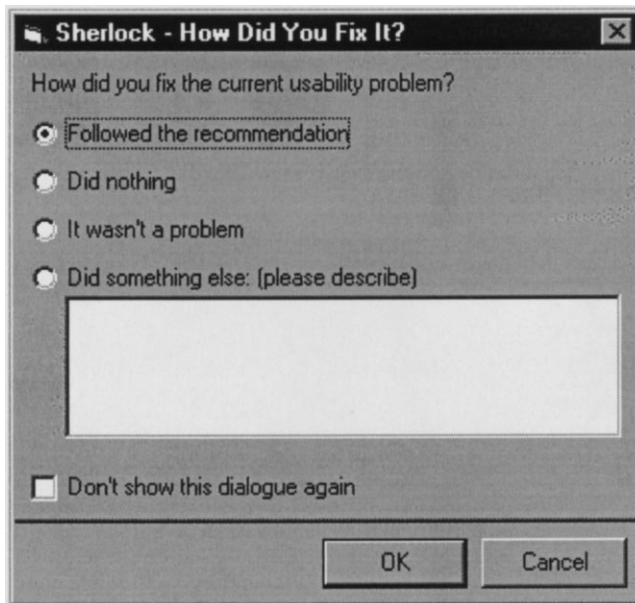 Sherlock - How Did You Fix It?
How did you fix the current usability problem?
Followed the recommendation
Did nothing
It wasn't a problem
Did something else: (please describe)
Don't show this dialogue again
OK
Cancel